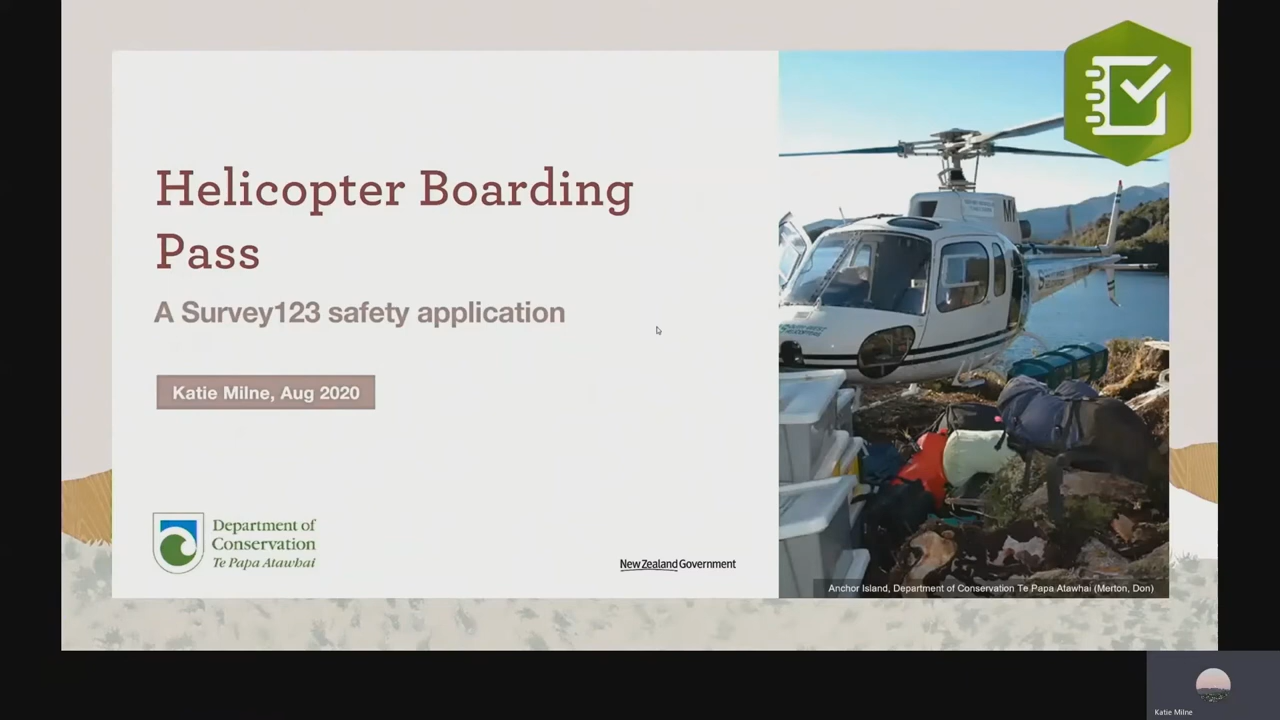 Helicopter Boarding
Pass
A Survey123 safety application
Katie Milne, Aug 2020
Department of
Conservation
Te Papa Atawhai
New Zealand Government
Anchor Island, Department of Conservation Te Papa Atawhai (Merton, Don)
Katie Milne